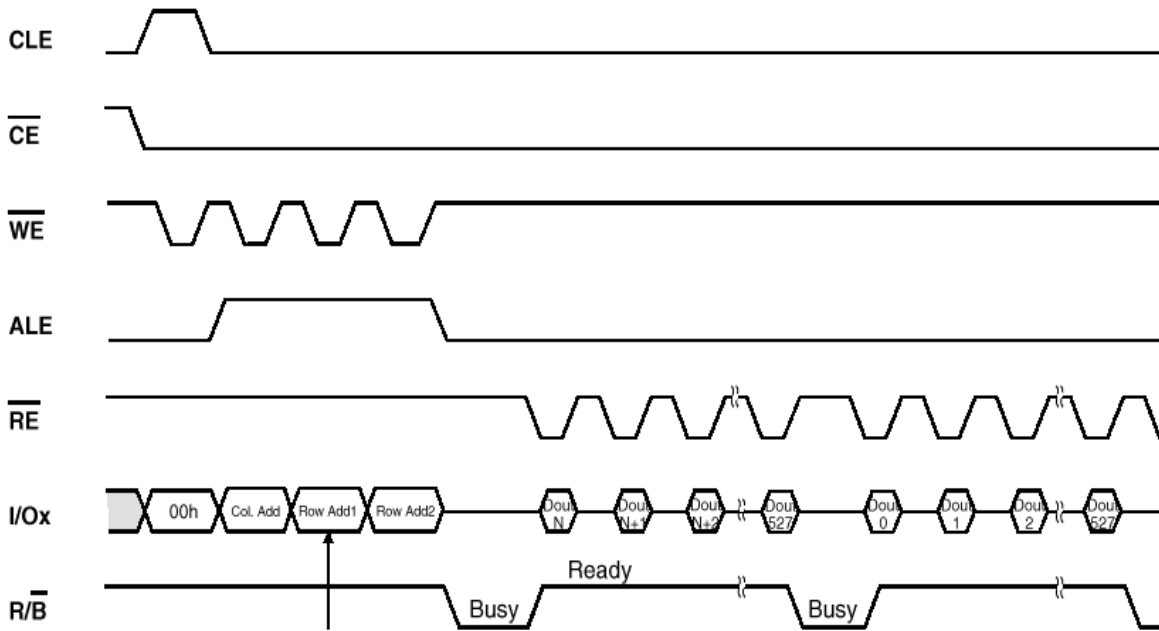 CLE
CE
WE
ALE
RE
I/Ox 00h Col. Add Row Add1 Row Add2 Dout N Dout N+1 Dout N+2 Dout 527 Dout 0 Dout 1 Dout 2 Dout 527
Ready
R/B Busy Busy